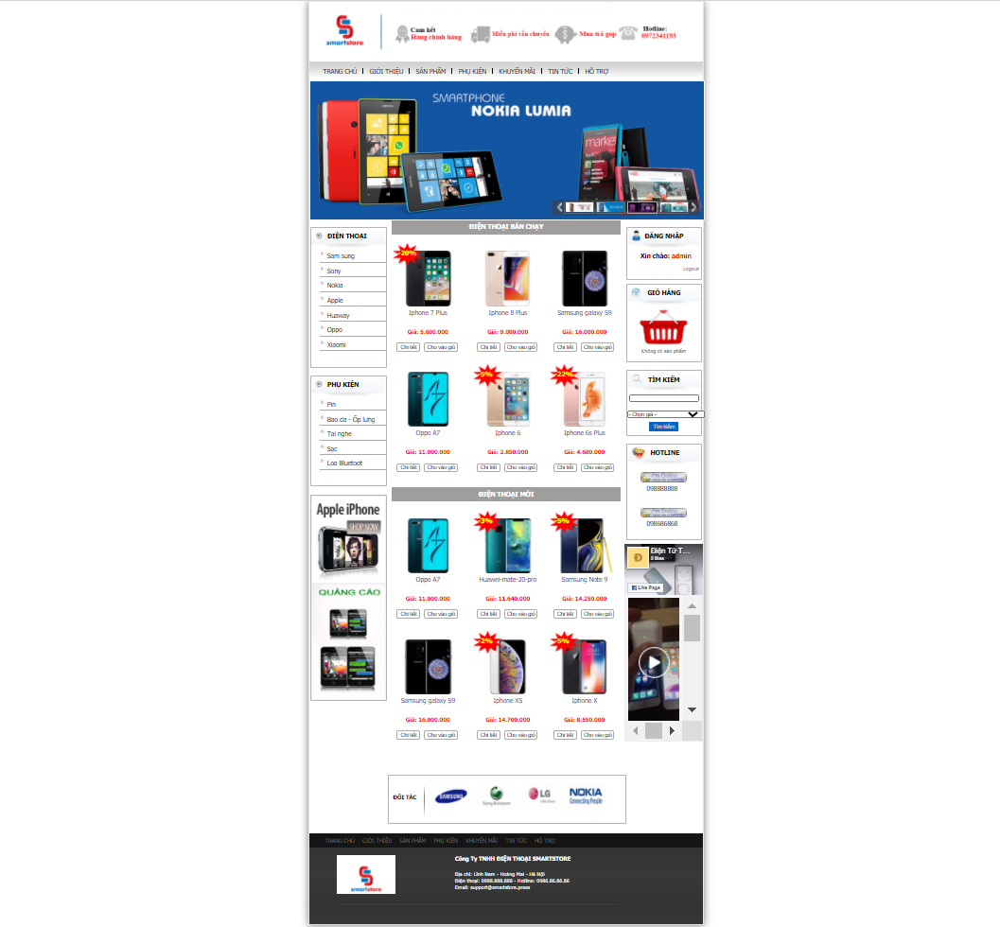 smartstore
Cam kết
Hàng chính hãng
Miễn phí vận chuyển
Mua trả góp
Hotline:
0972341193
TRANG CHỦ
GIỚI THIỆU
SẢN PHẨM
PHỤ KIỆN
KHUYẾN MÃI
TIN TỨC
HỖ TRỢ
SMARTPHONE
NOKIA LUMIA
ĐIỆN THOẠI
Sam sung
Sony
Nokia
Apple
Huaway
Oppo
Xiaomi
PHỤ KIỆN
Pin
Bao da - Ốp lưng
Tai nghe
Sạc
Loa Bluetoot
Apple iPhone
SHOP NOW
QUẢNG CÁO
ĐIỆN THOẠI BÁN CHẠY
-20%
Iphone 7 Plus
Giá: 5.600.000
Chi tiết
Cho vào giỏ
Iphone 8 Plus
Giá: 9.000.000
Chi tiết
Cho vào giỏ
Samsung galaxy S9
Giá: 16.000.000
Chi tiết
Cho vào giỏ
Oppo A7
Giá: 11.000.000
Chi tiết
Cho vào giỏ
-5%
Iphone 6
Giá: 2.850.000
Chi tiết
Cho vào giỏ
-22%
Iphone 6s Plus
Giá: 4.680.000
Chi tiết
Cho vào giỏ
ĐIỆN THOẠI MỚI
Oppo A7
Giá: 11.000.000
Chi tiết
Cho vào giỏ
-3%
Huawei-mate-20-pro
Giá: 11.640.000
Chi tiết
Cho vào giỏ
-5%
Samsung Note 9
Giá: 14.250.000
Chi tiết
Cho vào giỏ
Samsung galaxy S9
Giá: 16.000.000
Chi tiết
Cho vào giỏ
-2%
Iphone XS
Giá: 14.700.000
Chi tiết
Cho vào giỏ
-5%
Iphone X
Giá: 8.550.000
Chi tiết
Cho vào giỏ
ĐĂNG NHẬP
Xin chào: admin
Logout
GIỎ HÀNG
Không có sản phẩm
TÌM KIẾM
- Chọn giá -
Tìm kiếm
HOTLINE
098888888
098686868
Điện Tử T...
Like Page
ĐỐI TÁC
SAMSUNG
Sony Ericsson
LG
NOKIA
Connecting People
TRANG CHỦ
GIỚI THIỆU
SẢN PHẨM
PHỤ KIỆN
KHUYẾN MÃI
TIN TỨC
HỖ TRỢ
smartstore
Công Ty TNHH ĐIỆN THOẠI SMARTSTORE
Địa chỉ: Lĩnh Nam - Hoàng Mai - Hà Nội
Điện thoại: 0988.888.888 - Hotline: 0986.86.86.86
Email: support@smartstore.press